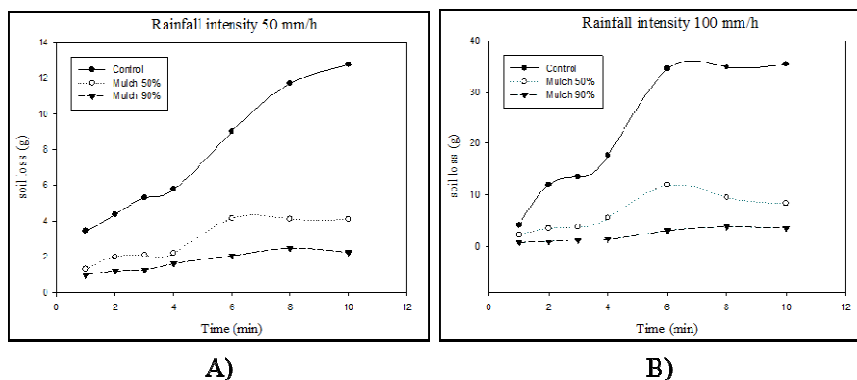 Rainfall intensity 50 mm/h
14
12
10
8
6
4
2
0
soil loss (g)
Control
Mulch 50%
Mulch 90%
0
2
4
6
8
10
12
Time (min)
A)
Rainfall intensity 100 mm/h
40
30
20
10
0
soil loss (g)
Control
Mulch 50%
Mulch 90%
0
2
4
6
8
10
12
Time (min)
B)